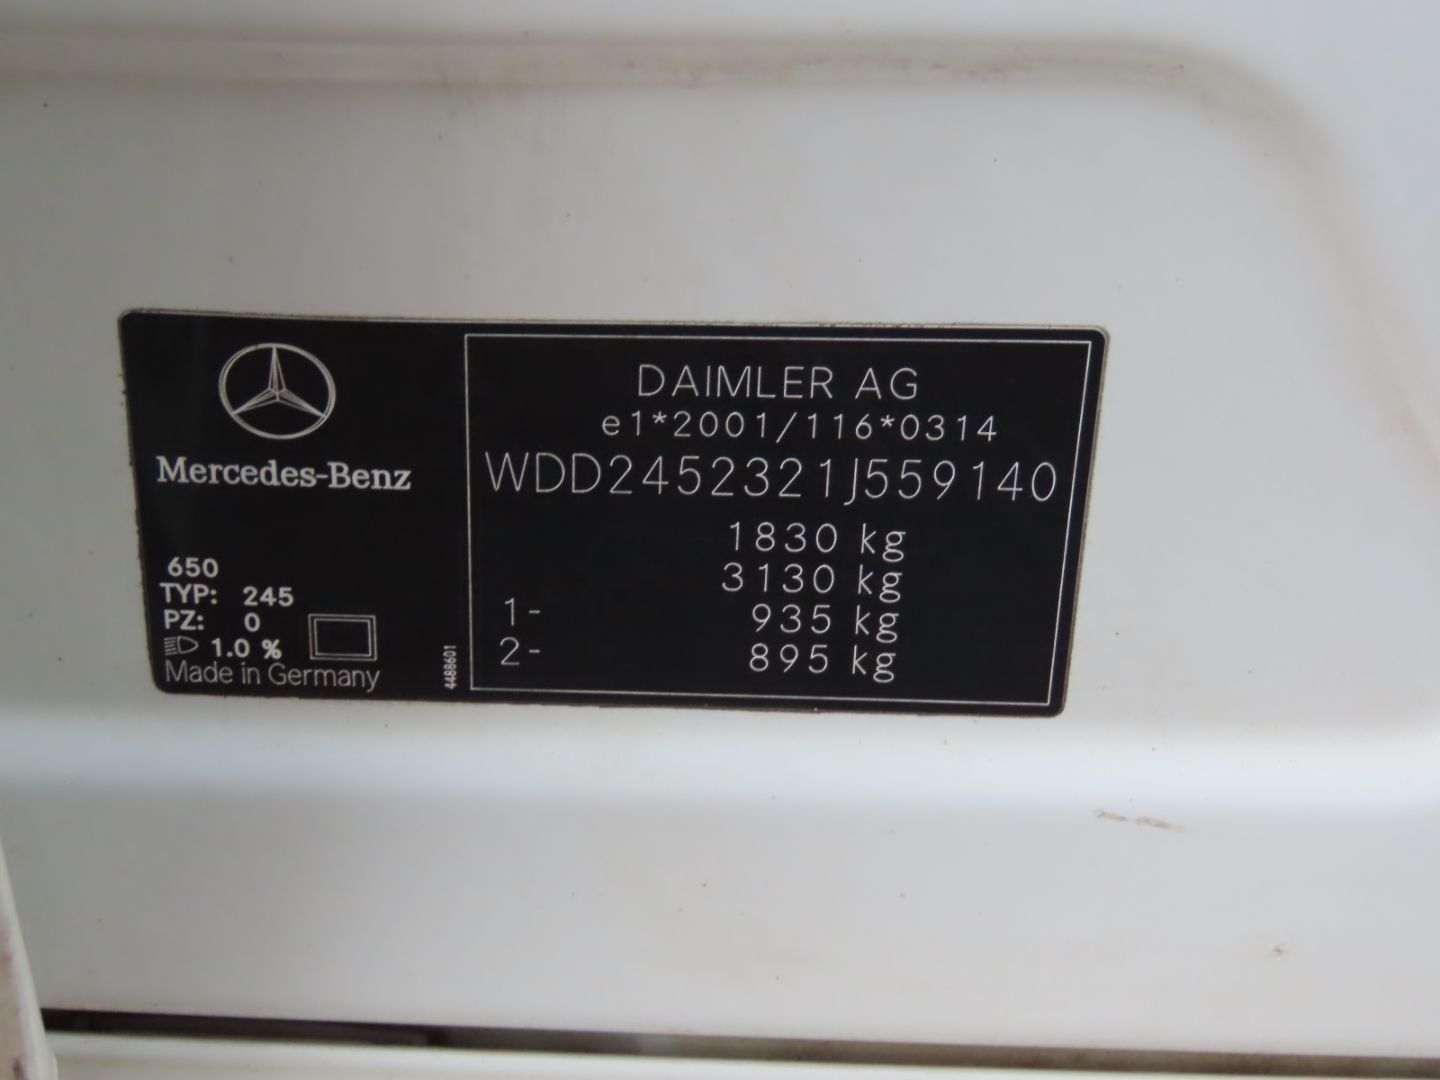 Mercedes-Benz
650
TYP: 245
PZ: 0
1.0 %
Made in Germany
4488601
DAIMLER AG
e1*2001/116*0314
WDD2452321J559140
1830 kg
3130 kg
1- 935 kg
2- 895 kg